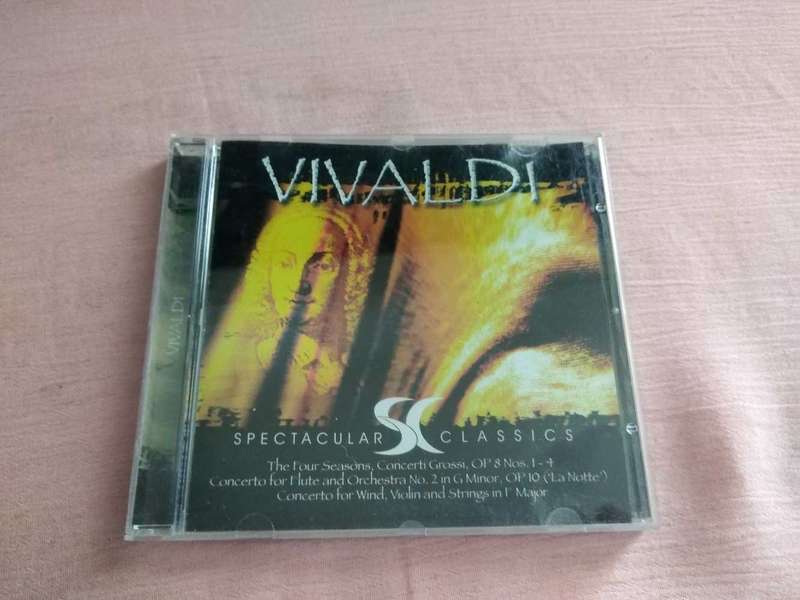 VIVALDI
VIVALDI
SPECTACULAR SC CLASSICS
The Four Seasons, Concerti Grossi, OP 8 Nos. 1 - 4
Concerto for Flute and Orchestra No. 2 in G Minor, OP 10 ('La Notte')
Concerto for Wind, Violin and Strings in F Major